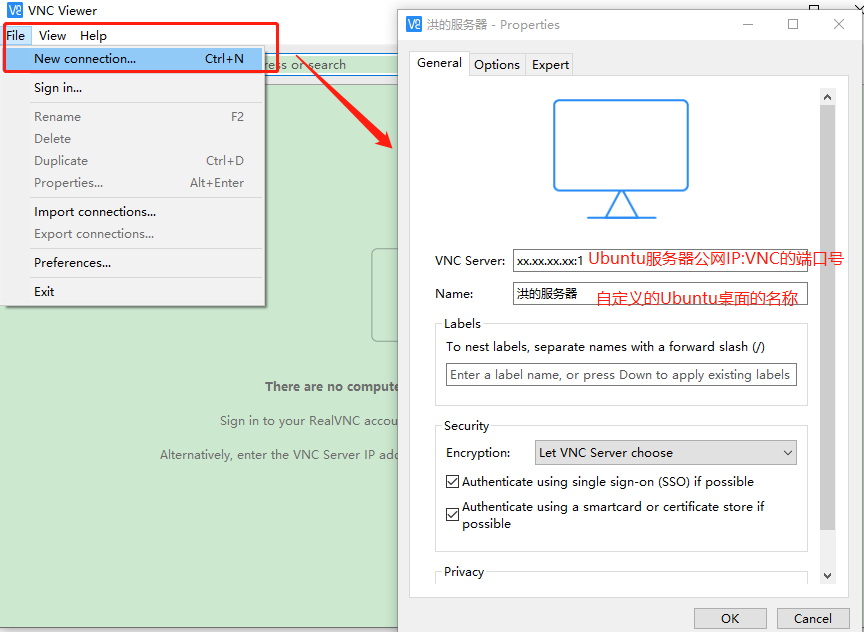 VNC Viewer
File View Help
New connection... Ctrl+N
ress or search
Sign in...
Rename F2
Delete
Duplicate Ctrl+D
Properties... Alt+Enter
Import connections...
Export connections...
Preferences...
Exit
There are no compute
Sign in to your RealVNC accou
Alternatively, enter the VNC Server IP add
洪的服务器 - Properties
General Options Expert
VNC Server: xx.xx.xx.xx:1 Ubuntu服务器公网IP:VNC的端口号
Name: 洪的服务器 自定义的Ubuntu桌面的名称
Labels
To nest labels, separate names with a forward slash (/)
Enter a label name, or press Down to apply existing labels
Security
Encryption: Let VNC Server choose
Authenticate using single sign-on (SSO) if possible
Authenticate using a smartcard or certificate store if
possible
Privacy
OK Cancel